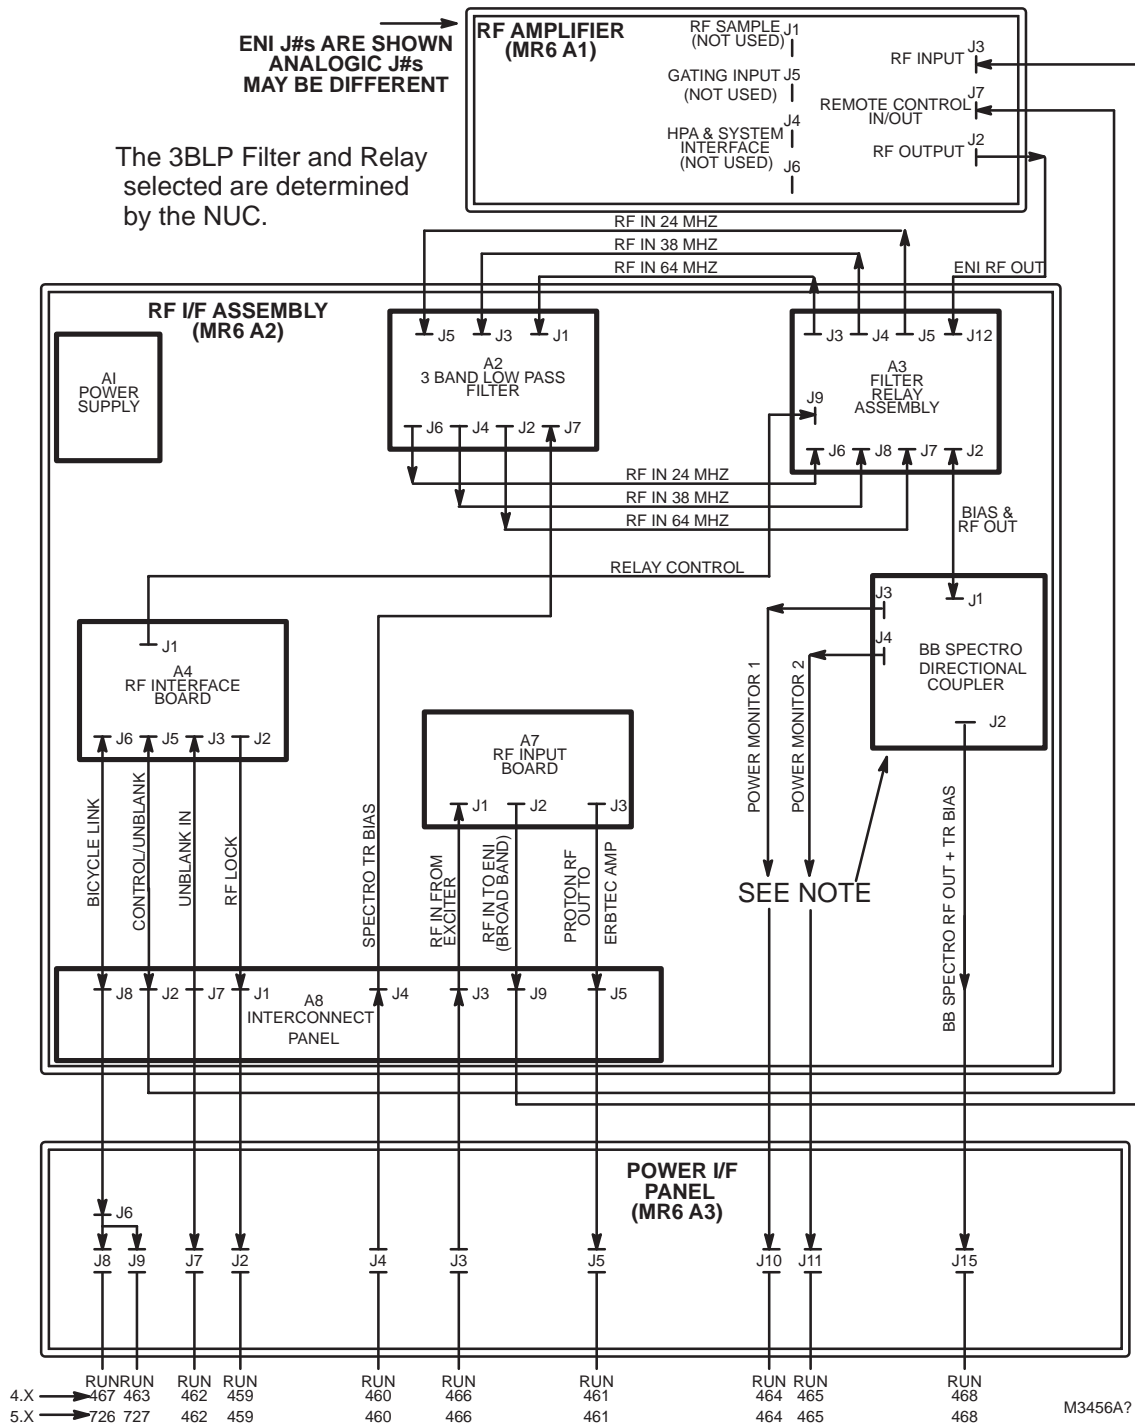 ENI J#s ARE SHOWN
ANALOGIC J#s
MAY BE DIFFERENT
RF AMPLIFIER
(MR6 A1)
RF SAMPLE J1
(NOT USED)
GATING INPUT J5
(NOT USED)
J4
HPA & SYSTEM
INTERFACE
(NOT USED)
J6
RF INPUT J3
REMOTE CONTROL J7
IN/OUT
RF OUTPUT J2
The 3BLP Filter and Relay
selected are determined
by the NUC.
RF IN 24 MHZ
RF IN 38 MHZ
RF IN 64 MHZ
ENI RF OUT
RF I/F ASSEMBLY
(MR6 A2)
AI
POWER
SUPPLY
J5 J3 J1
A2
3 BAND LOW PASS
FILTER
J6 J4 J2 J7
J3 J4 J5 J12
A3
FILTER
RELAY
ASSEMBLY
J9
J6 J8 J7 J2
RF IN 24 MHZ
RF IN 38 MHZ
RF IN 64 MHZ
BIAS &
RF OUT
RELAY CONTROL
J1
A4
RF INTERFACE
BOARD
J6 J5 J3 J2
J3
J4
J1
BB SPECTRO
DIRECTIONAL
COUPLER
J2
A7
RF INPUT
BOARD
J1 J2 J3
BICYCLE LINK
CONTROL/UNBLANK
UNBLANK IN
RF LOCK
SPECTRO TR BIAS
RF IN FROM
EXCITER
RF IN TO ENI
(BROAD BAND)
PROTON RF
OUT TO
ERBTEC AMP
POWER MONITOR 1
POWER MONITOR 2
BB SPECTRO RF OUT + TR BIAS
SEE NOTE
J8 J2 J7 J1 J4 J3 J9 J5
A8
INTERCONNECT
PANEL
POWER I/F
PANEL
(MR6 A3)
J6
J8 J9 J7 J2 J4 J3 J5 J10 J11 J15
RUN RUN RUN RUN RUN RUN RUN RUN RUN RUN
4.X 467 463 462 459 460 466 461 464 465 468
5.X 726 727 462 459 460 466 461 464 465 468
M3456A?